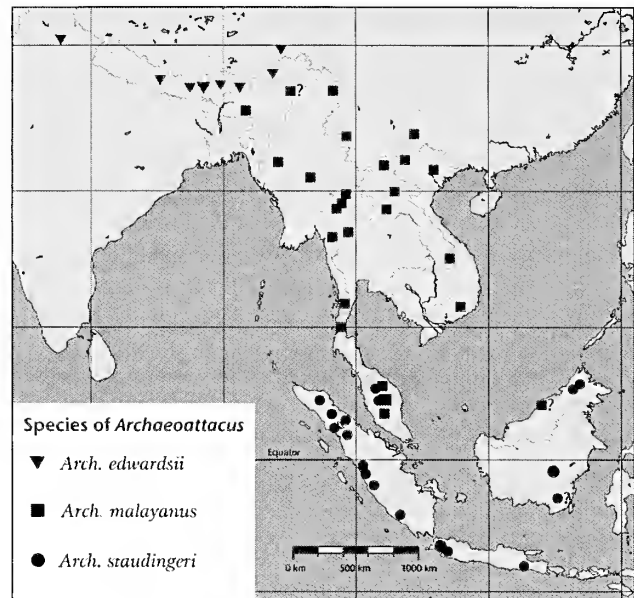 ?
?
Species of Archaeoattacus
Arch. edwardsii
Arch. malayanus
Arch. staudingeri
Equator
?
0 km 500 km 1000 km